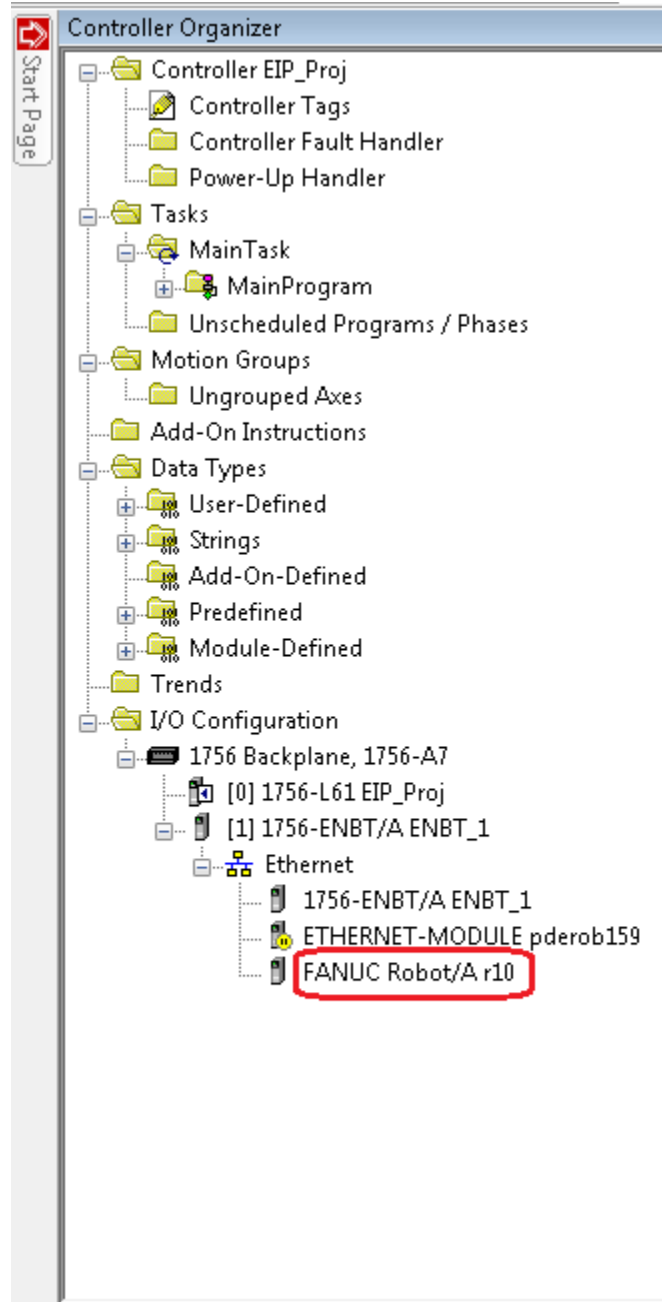 Controller Organizer
Start Page
Controller EIP_Proj
Controller Tags
Controller Fault Handler
Power-Up Handler
Tasks
MainTask
MainProgram
Unscheduled Programs / Phases
Motion Groups
Ungrouped Axes
Add-On Instructions
Data Types
User-Defined
Strings
Add-On-Defined
Predefined
Module-Defined
Trends
I/O Configuration
1756 Backplane, 1756-A7
[0] 1756-L61 EIP_Proj
[1] 1756-ENBT/A ENBT_1
Ethernet
1756-ENBT/A ENBT_1
ETHERNET-MODULE pderob159
FANUC Robot/A r10